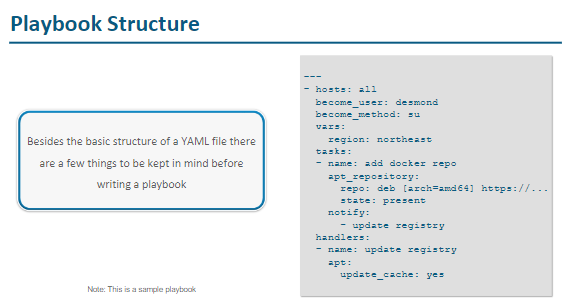 Playbook Structure
Besides the basic structure of a YAML file there
are a few things to be kept in mind before
writing a playbook
Note: This is a sample playbook
---
- hosts: all
  become_user: desmond
  become_method: su
  vars:
    region: northeast
  tasks:
  - name: add docker repo
    apt_repository:
      repo: deb [arch=amd64] https://...
      state: present
    notify:
      - update registry
  handlers:
  - name: update registry
    apt:
      update_cache: yes